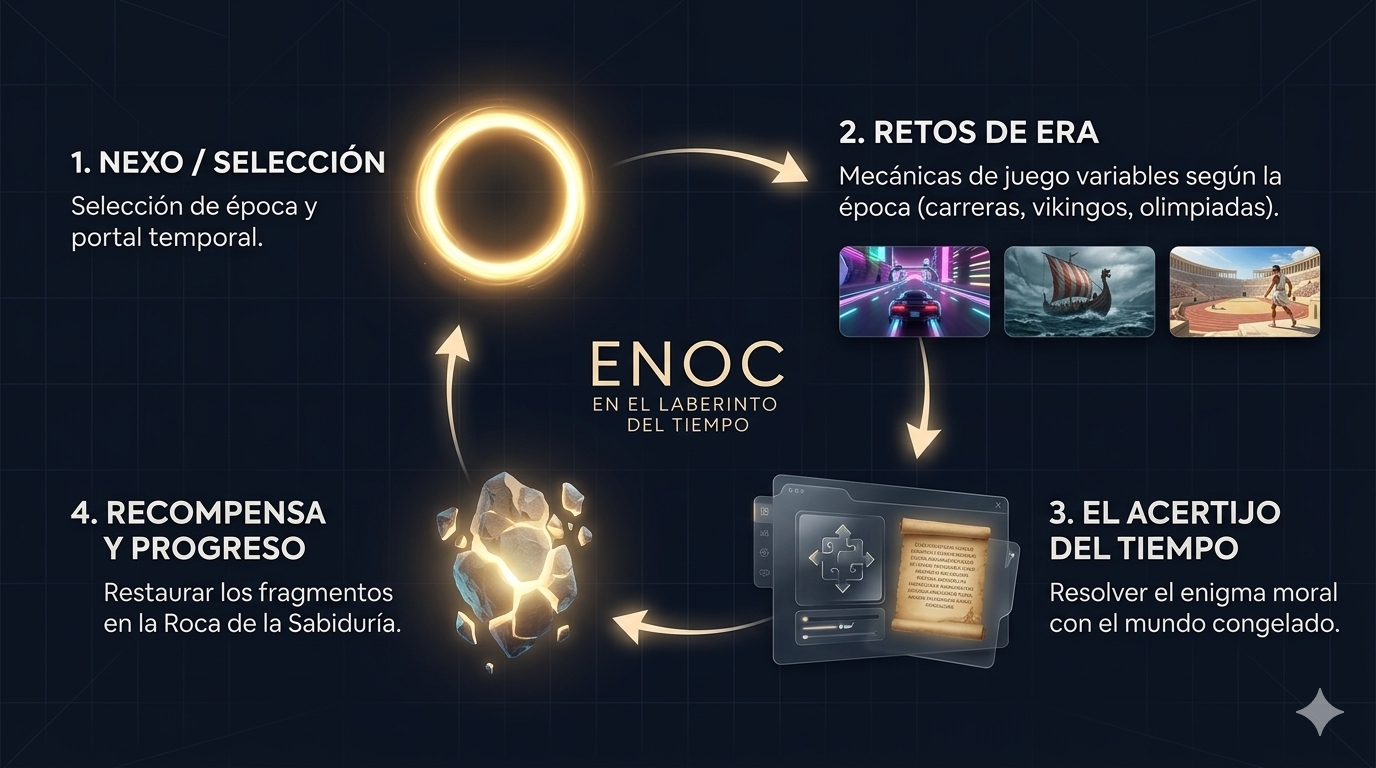 1. NEXO / SELECCIÓN
Selección de época y
portal temporal.
2. RETOS DE ERA
Mecánicas de juego variables según la
época (carreras, vikingos, olimpiadas).
ENOC
EN EL LABERINTO
DEL TIEMPO
3. EL ACERTIJO
DEL TIEMPO
Resolver el enigma moral
con el mundo congelado.
4. RECOMPENSA
Y PROGRESO
Restaurar los fragmentos
en la Roca de la Sabiduría.